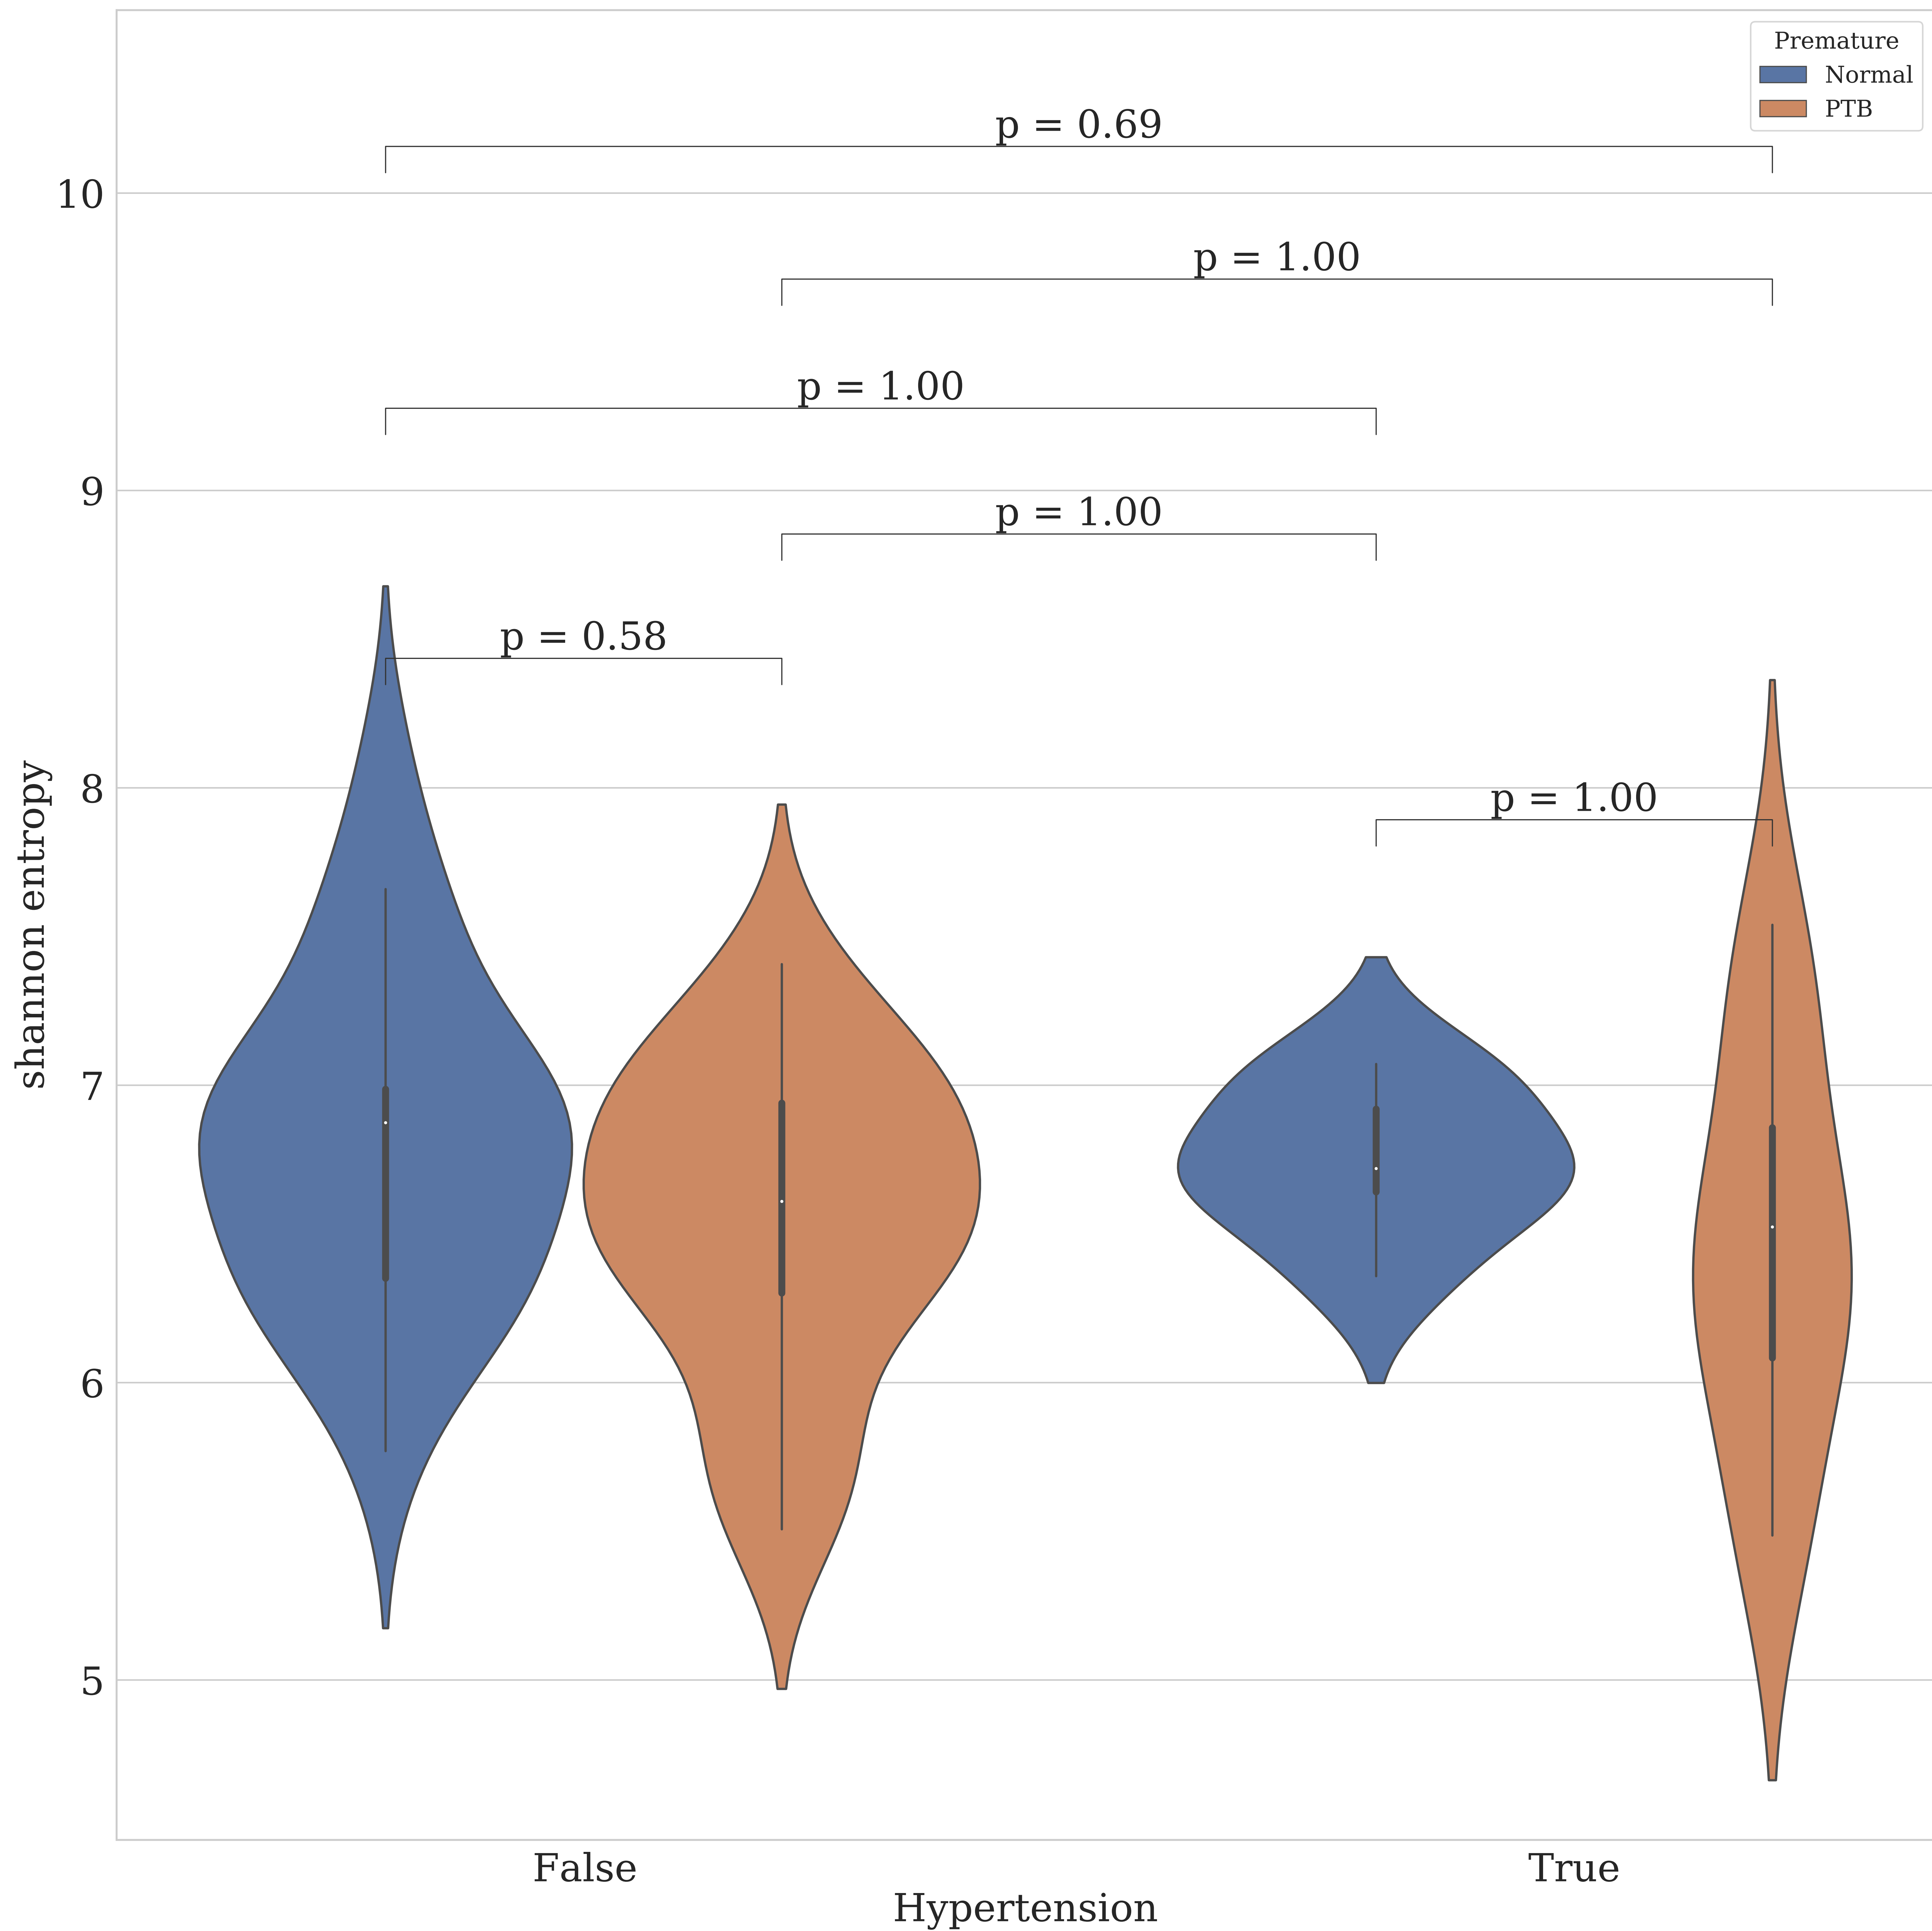 Premature
Normal
PTB
p = 0.69
10
p = 1.00
p = 1.00
9
p = 1.00
p = 0.58
8
p = 1.00
shannon entropy
7
6
5
False
True
Hypertension